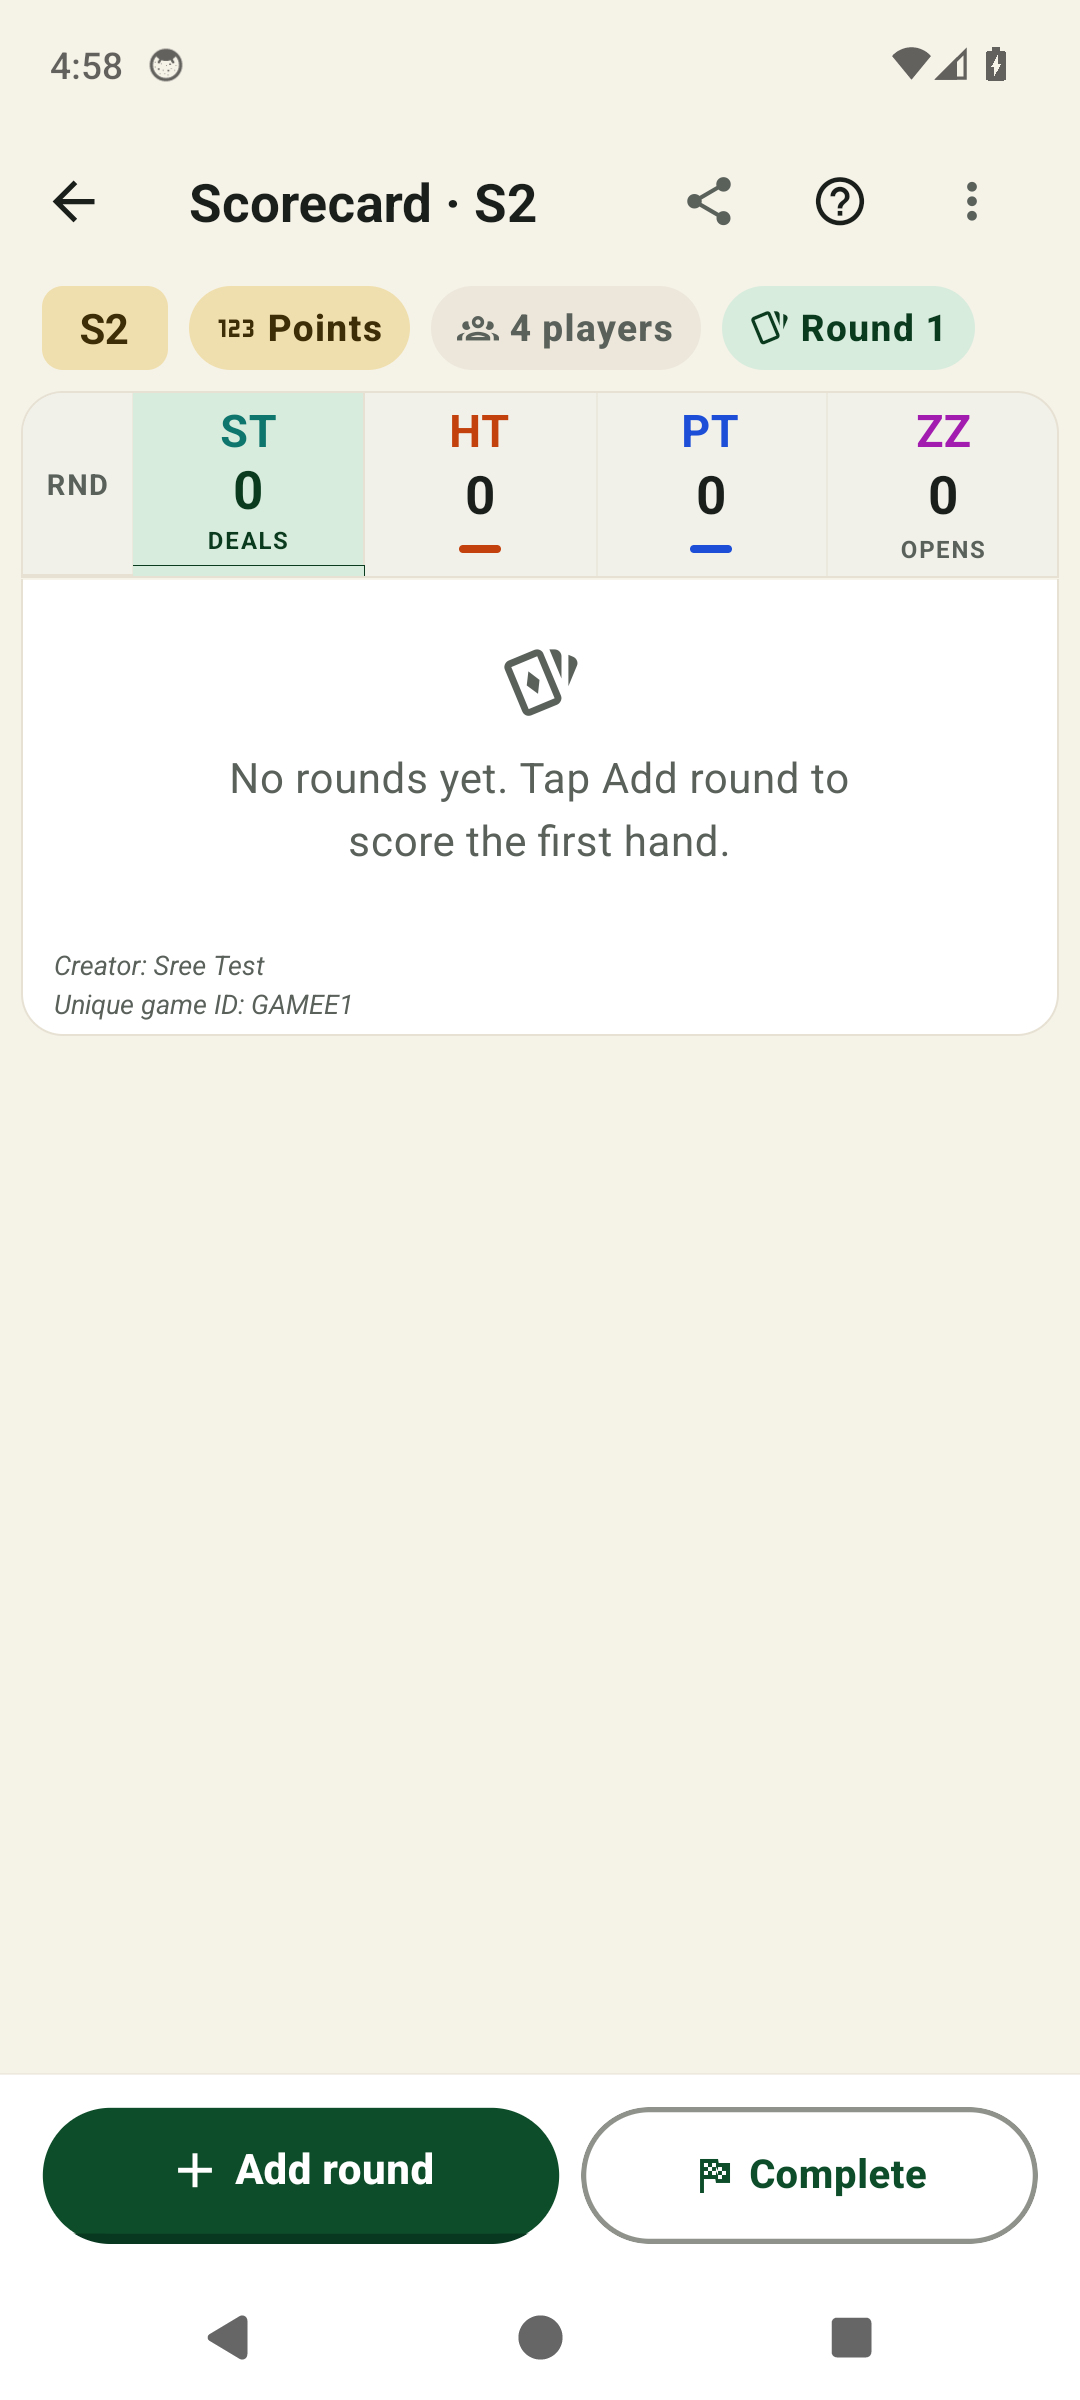 4:58
Scorecard · S2
S2
123 Points
4 players
Round 1
RND
ST
0
DEALS
HT
0
PT
0
ZZ
0
OPENS
No rounds yet. Tap Add round to
score the first hand.
Creator: Sree Test
Unique game ID: GAMEE1
Add round
Complete